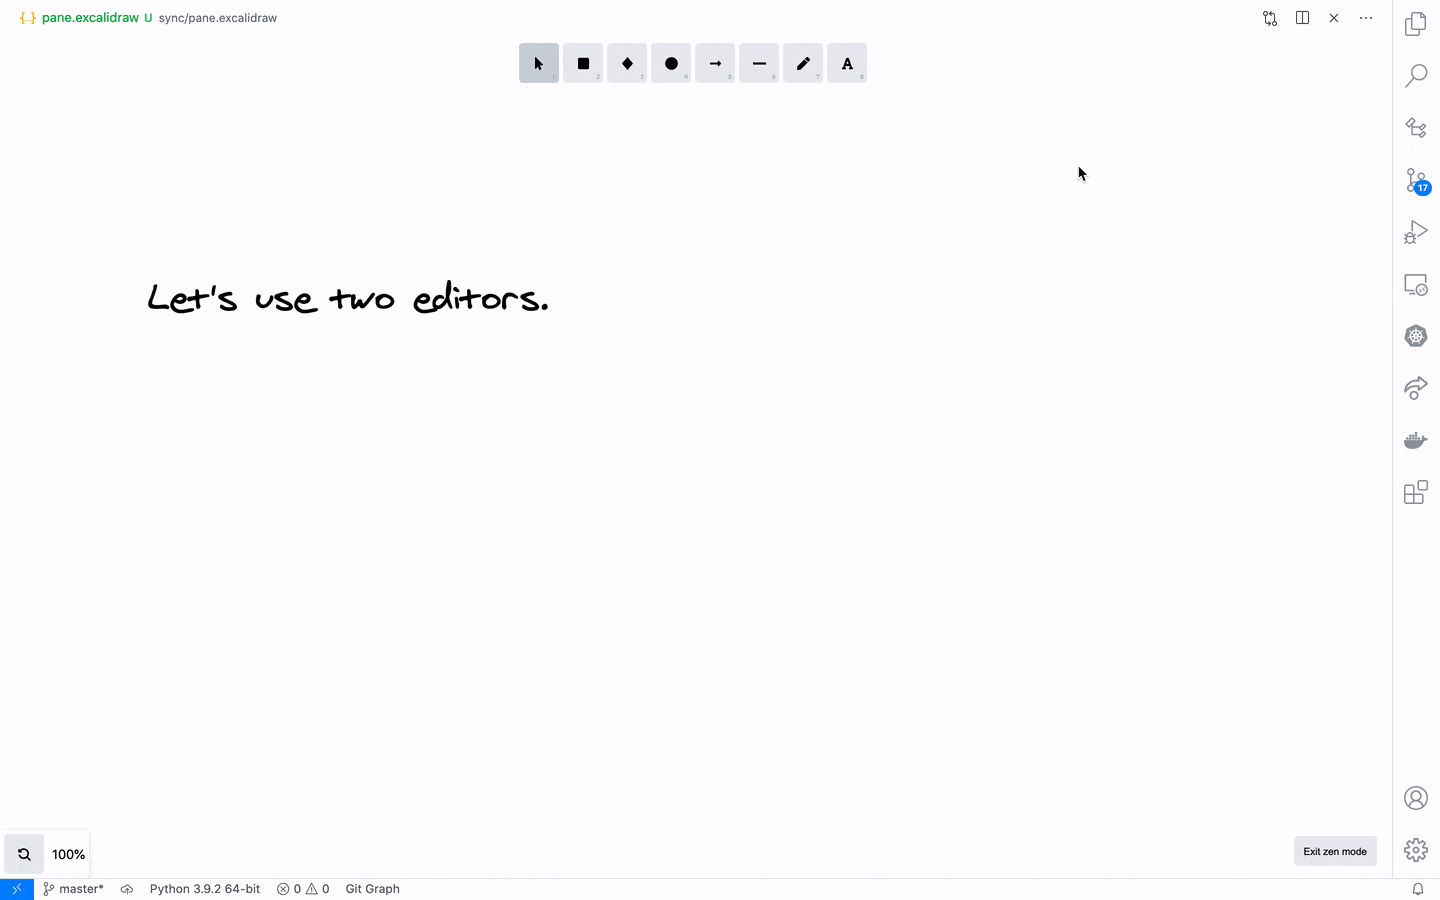 {..} pane.excalidraw U sync/pane.excalidraw
1 2 3 4 5 6 7 A 8
17
Let's use two editors.
100%
Exit zen mode
master* Python 3.9.2 64-bit 0 0 Git Graph